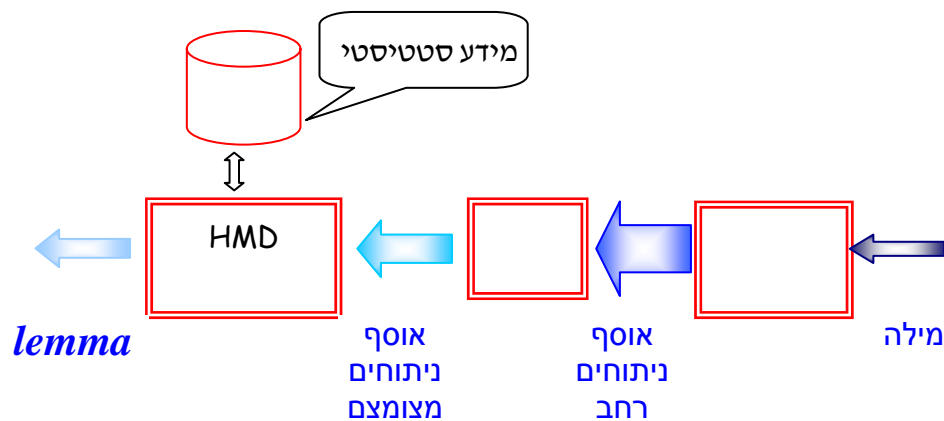 מידע סטטיסטי
HMD
מילה
אוסף
ניתוחים
רחב
אוסף
ניתוחים
מצומצם
lemma